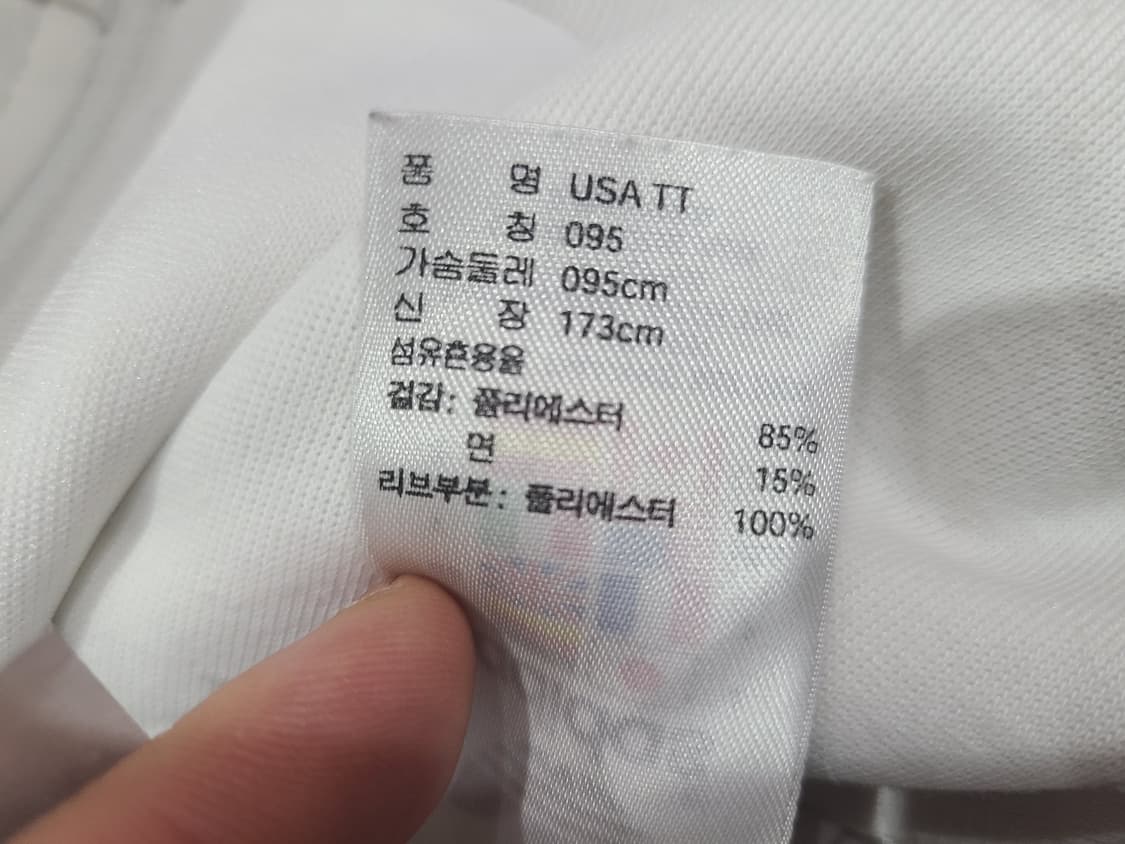 품 명 USA TT
호 칭 095
가슴둘레 095cm
신 장 173cm
섬유혼용율
겉감: 폴리에스터 85%
면 15%
리브부분: 폴리에스터 100%